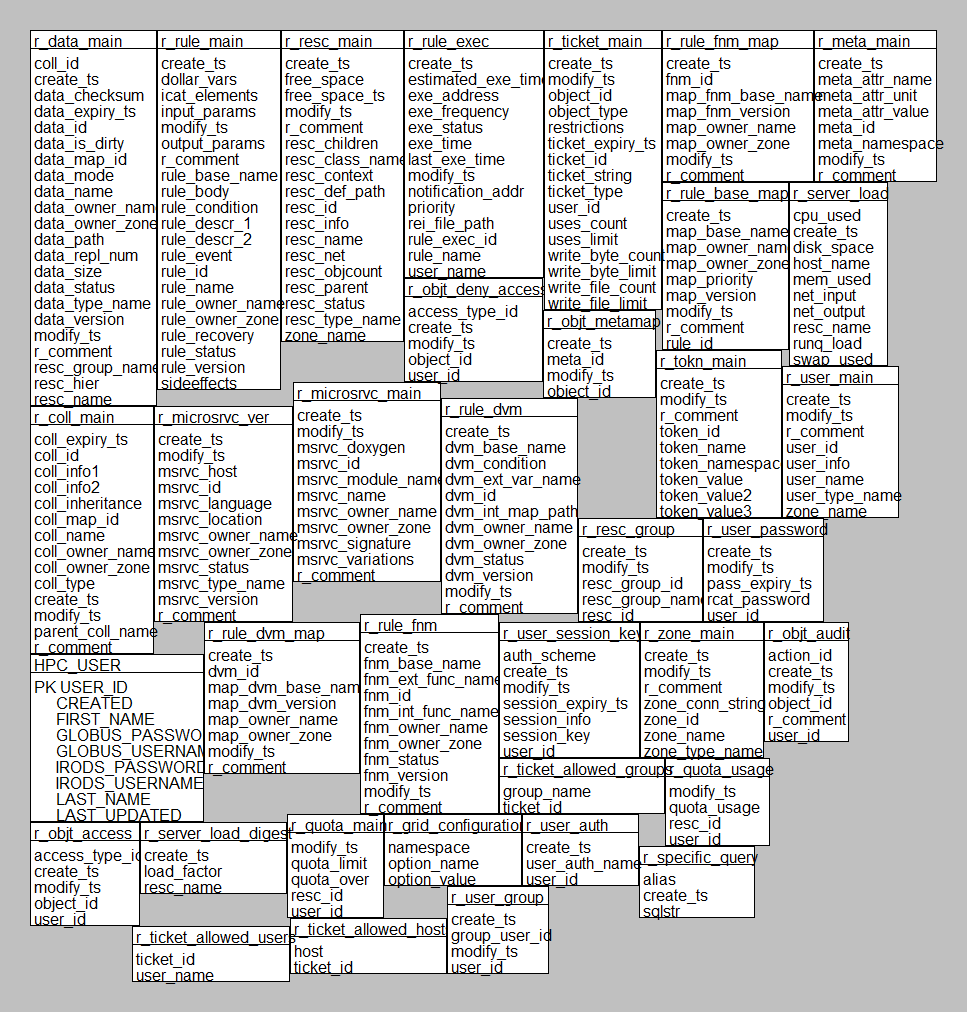 r_data_main
coll_id
create_ts
data_checksum
data_expiry_ts
data_id
data_is_dirty
data_map_id
data_mode
data_name
data_owner_nam
data_owner_zone
data_path
data_repl_num
data_size
data_status
data_type_name
data_version
modify_ts
r_comment
resc_group_name
resc_hier
resc_name
r_rule_main
create_ts
dollar_vars
icat_elements
input_params
modify_ts
output_params
r_comment
rule_base_name
rule_body
rule_condition
rule_descr_1
rule_descr_2
rule_event
rule_id
rule_name
rule_owner_name
rule_owner_zone
rule_recovery
rule_status
rule_version
sideeffects
r_resc_main
create_ts
free_space
free_space_ts
modify_ts
r_comment
resc_children
resc_class_name
resc_context
resc_def_path
resc_id
resc_info
resc_name
resc_net
resc_objcount
resc_parent
resc_status
resc_type_name
zone_name
r_rule_exec
create_ts
estimated_exe_time
exe_address
exe_frequency
exe_status
exe_time
last_exe_time
modify_ts
notification_addr
priority
rei_file_path
rule_exec_id
rule_name
user_name
r_ticket_main
create_ts
modify_ts
object_id
object_type
restrictions
ticket_expiry_ts
ticket_id
ticket_string
ticket_type
user_id
uses_count
uses_limit
write_byte_count
write_byte_limit
write_file_count
write_file_limit
r_rule_fnm_map
create_ts
fnm_id
map_fnm_base_name
map_fnm_version
map_owner_name
map_owner_zone
modify_ts
r_comment
r_meta_main
create_ts
meta_attr_name
meta_attr_unit
meta_attr_value
meta_id
meta_namespace
modify_ts
r_comment
r_rule_base_map
create_ts
map_base_name
map_owner_name
map_owner_zone
map_priority
map_version
modify_ts
r_comment
rule_id
r_server_load
cpu_used
create_ts
disk_space
host_name
mem_used
net_input
net_output
resc_name
runq_load
swap_used
r_objt_deny_access
access_type_id
create_ts
modify_ts
object_id
user_id
r_objt_metamap
create_ts
meta_id
modify_ts
object_id
r_tokn_main
create_ts
modify_ts
r_comment
token_id
token_name
token_namespac
token_value
token_value2
token_value3
r_user_main
create_ts
modify_ts
r_comment
user_id
user_info
user_name
user_type_name
zone_name
r_coll_main
coll_expiry_ts
coll_id
coll_info1
coll_info2
coll_inheritance
coll_map_id
coll_name
coll_owner_name
coll_owner_zone
coll_type
create_ts
modify_ts
parent_coll_name
r_comment
r_microsrvc_ver
create_ts
modify_ts
msrvc_host
msrvc_id
msrvc_language
msrvc_location
msrvc_owner_name
msrvc_owner_zone
msrvc_status
msrvc_type_name
msrvc_version
r_comment
r_microsrvc_main
create_ts
modify_ts
msrvc_doxygen
msrvc_id
msrvc_module_name
msrvc_name
msrvc_owner_name
msrvc_owner_zone
msrvc_signature
msrvc_variations
r_comment
r_rule_dvm
create_ts
dvm_base_name
dvm_condition
dvm_ext_var_name
dvm_id
dvm_int_map_path
dvm_owner_name
dvm_owner_zone
dvm_status
dvm_version
modify_ts
r_comment
r_resc_group
create_ts
modify_ts
resc_group_id
resc_group_name
resc_id
r_user_password
create_ts
modify_ts
pass_expiry_ts
rcat_password
user_id
HPC_USER
PK USER_ID
CREATED
FIRST_NAME
GLOBUS_PASSWO
GLOBUS_USERNAM
IRODS_PASSWORD
IRODS_USERNAME
LAST_NAME
LAST_UPDATED
r_rule_dvm_map
create_ts
dvm_id
map_dvm_base_nam
map_dvm_version
map_owner_name
map_owner_zone
modify_ts
r_comment
r_rule_fnm
create_ts
fnm_base_name
fnm_ext_func_name
fnm_id
fnm_int_func_name
fnm_owner_name
fnm_owner_zone
fnm_status
fnm_version
modify_ts
r_comment
r_user_session_key
auth_scheme
create_ts
modify_ts
session_expiry_ts
session_info
session_key
user_id
r_zone_main
create_ts
modify_ts
r_comment
zone_conn_string
zone_id
zone_name
zone_type_name
r_objt_audit
action_id
create_ts
modify_ts
object_id
r_comment
user_id
r_ticket_allowed_groups
group_name
ticket_id
r_quota_usage
modify_ts
quota_usage
resc_id
user_id
r_objt_access
access_type_id
create_ts
modify_ts
object_id
user_id
r_server_load_digest
create_ts
load_factor
resc_name
r_quota_main
modify_ts
quota_limit
quota_over
resc_id
user_id
r_grid_configuration
namespace
option_name
option_value
r_user_auth
create_ts
user_auth_name
user_id
r_specific_query
alias
create_ts
sqlstr
r_user_group
create_ts
group_user_id
modify_ts
user_id
r_ticket_allowed_users
ticket_id
user_name
r_ticket_allowed_host
host
ticket_id